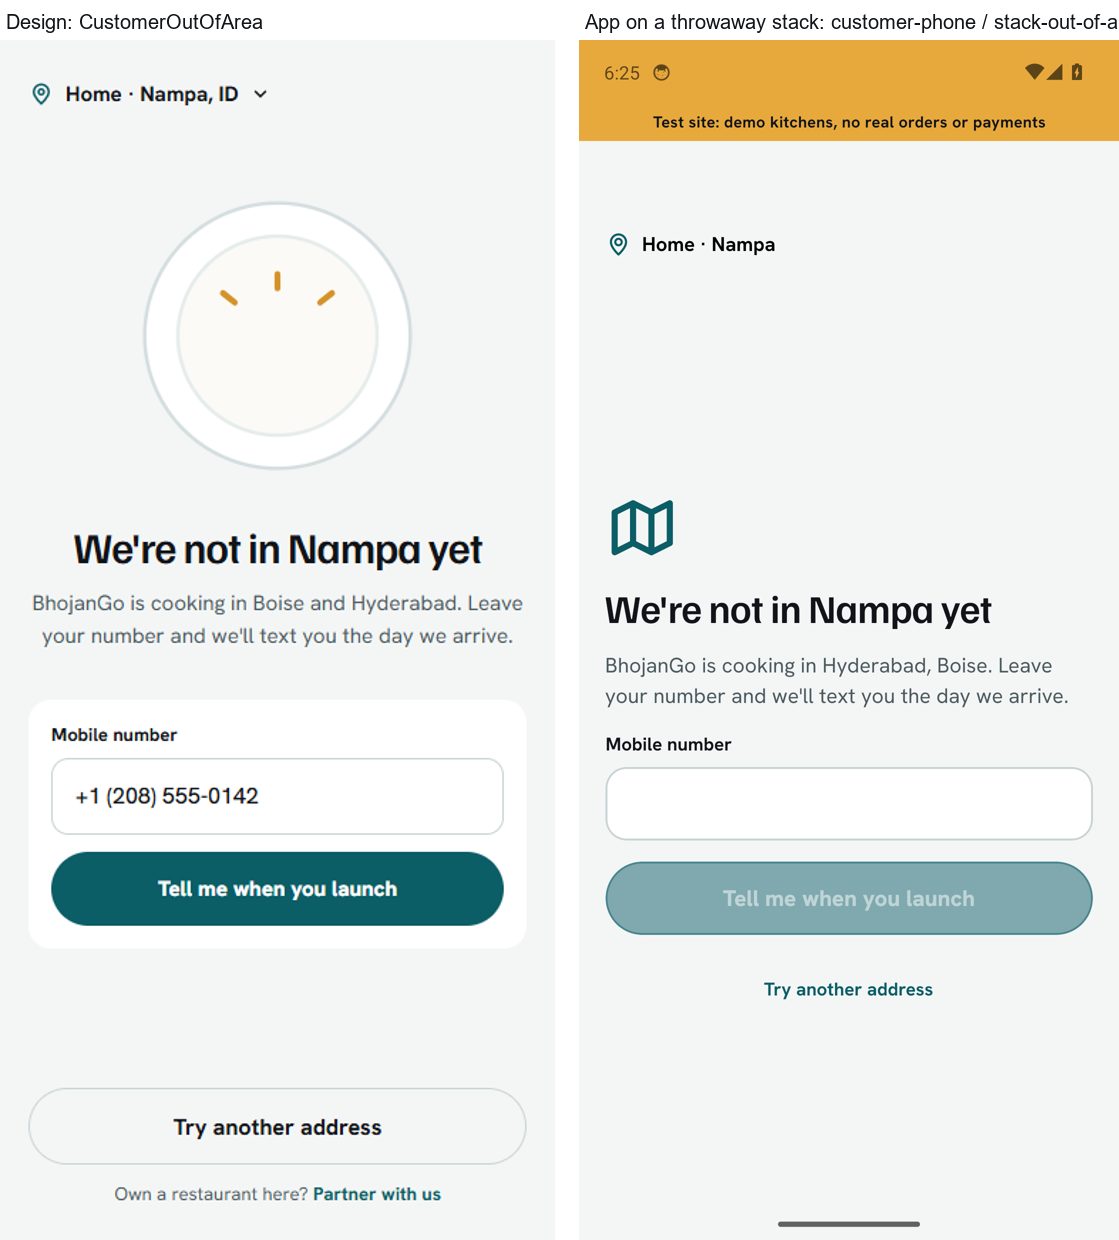 Design: CustomerOutOfArea
Home · Nampa, ID
We're not in Nampa yet
BhojanGo is cooking in Boise and Hyderabad. Leave
your number and we'll text you the day we arrive.
Mobile number
+1 (208) 555-0142
Tell me when you launch
Try another address
Own a restaurant here? Partner with us
App on a throwaway stack: customer-phone / stack-out-of-a
6:25
Test site: demo kitchens, no real orders or payments
Home · Nampa
We're not in Nampa yet
BhojanGo is cooking in Hyderabad, Boise. Leave
your number and we'll text you the day we arrive.
Mobile number
Tell me when you launch
Try another address